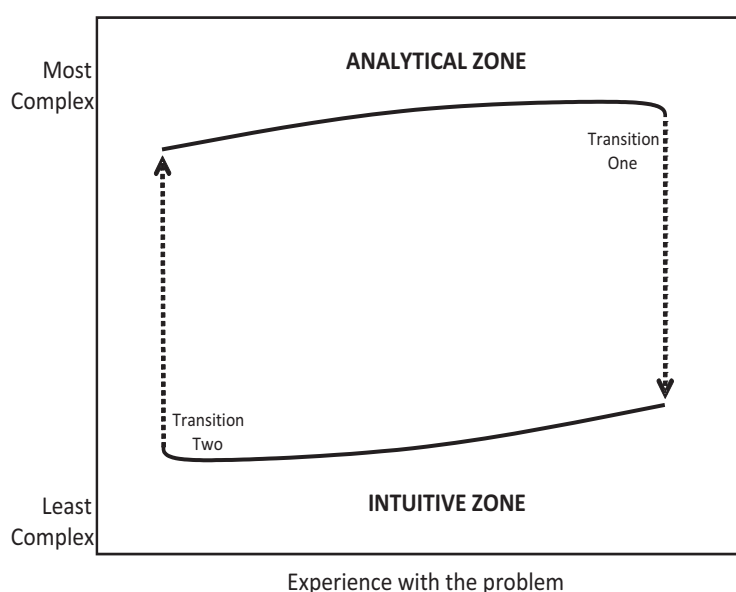 ANALYTICAL ZONE
Most
Complex
Transition
One
Transition
Two
Least
Complex
INTUITIVE ZONE
Experience with the problem